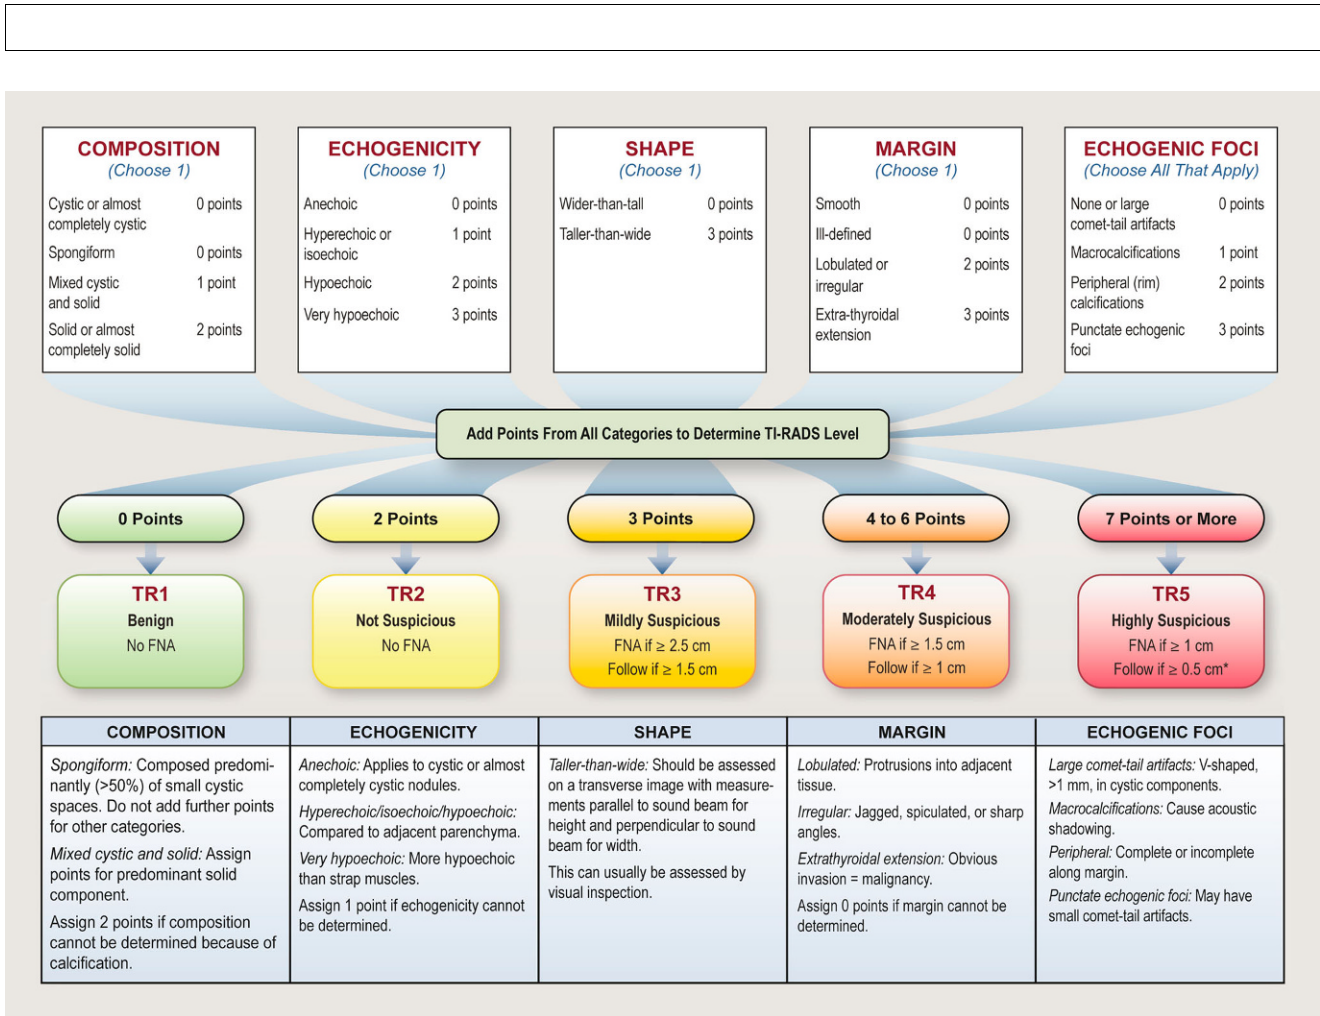 COMPOSITION
(Choose 1)
Cystic or almost 0 points
completely cystic
Spongiform 0 points
Mixed cystic 1 point
and solid
Solid or almost 2 points
completely solid
ECHOGENICITY
(Choose 1)
Anechoic 0 points
Hyperechoic or 1 point
isoechoic
Hypoechoic 2 points
Very hypoechoic 3 points
SHAPE
(Choose 1)
Wider-than-tall 0 points
Taller-than-wide 3 points
MARGIN
(Choose 1)
Smooth 0 points
Ill-defined 0 points
Lobulated or 2 points
irregular
Extra-thyroidal 3 points
extension
ECHOGENIC FOCI
(Choose All That Apply)
None or large 0 points
comet-tail artifacts
Macrocalcifications 1 point
Peripheral (rim) 2 points
calcifications
Punctate echogenic 3 points
foci
Add Points From All Categories to Determine TI-RADS Level
0 Points
2 Points
3 Points
4 to 6 Points
7 Points or More
TR1
Benign
No FNA
TR2
Not Suspicious
No FNA
TR3
Mildly Suspicious
FNA if ≥ 2.5 cm
Follow if ≥ 1.5 cm
TR4
Moderately Suspicious
FNA if ≥ 1.5 cm
Follow if ≥ 1 cm
TR5
Highly Suspicious
FNA if ≥ 1 cm
Follow if ≥ 0.5 cm*
COMPOSITION
Spongiform: Composed predomi-
nantly (>50%) of small cystic
spaces. Do not add further points
for other categories.
Mixed cystic and solid: Assign
points for predominant solid
component.
Assign 2 points if composition
cannot be determined because of
calcification.
ECHOGENICITY
Anechoic: Applies to cystic or almost
completely cystic nodules.
Hyperechoic/isoechoic/hypoechoic:
Compared to adjacent parenchyma.
Very hypoechoic: More hypoechoic
than strap muscles.
Assign 1 point if echogenicity cannot
be determined.
SHAPE
Taller-than-wide: Should be assessed
on a transverse image with measure-
ments parallel to sound beam for
height and perpendicular to sound
beam for width.
This can usually be assessed by
visual inspection.
MARGIN
Lobulated: Protrusions into adjacent
tissue.
Irregular: Jagged, spiculated, or sharp
angles.
Extrathyroidal extension: Obvious
invasion = malignancy.
Assign 0 points if margin cannot be
determined.
ECHOGENIC FOCI
Large comet-tail artifacts: V-shaped,
>1 mm, in cystic components.
Macrocalcifications: Cause acoustic
shadowing.
Peripheral: Complete or incomplete
along margin.
Punctate echogenic foci: May have
small comet-tail artifacts.